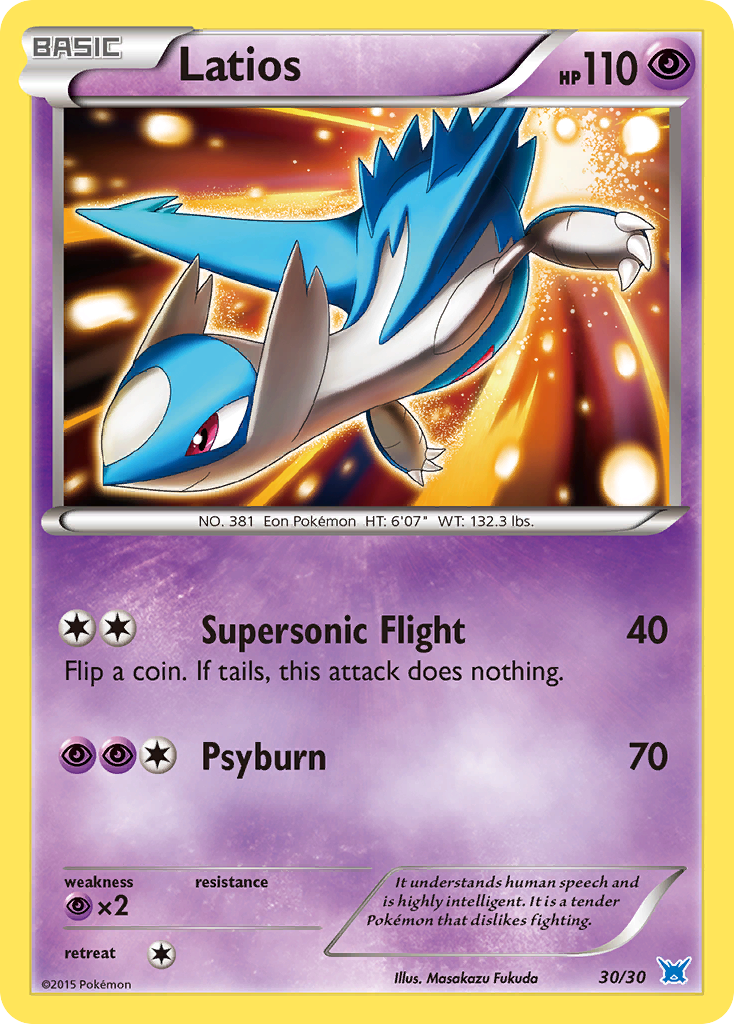 BASIC
Latios
HP110
NO. 381 Eon Pokémon HT: 6'07" WT: 132.3 lbs.
Supersonic Flight 40
Flip a coin. If tails, this attack does nothing.
Psyburn 70
weakness resistance
×2
It understands human speech and
is highly intelligent. It is a tender
Pokémon that dislikes fighting.
retreat
©2015 Pokémon
Illus. Masakazu Fukuda
30/30